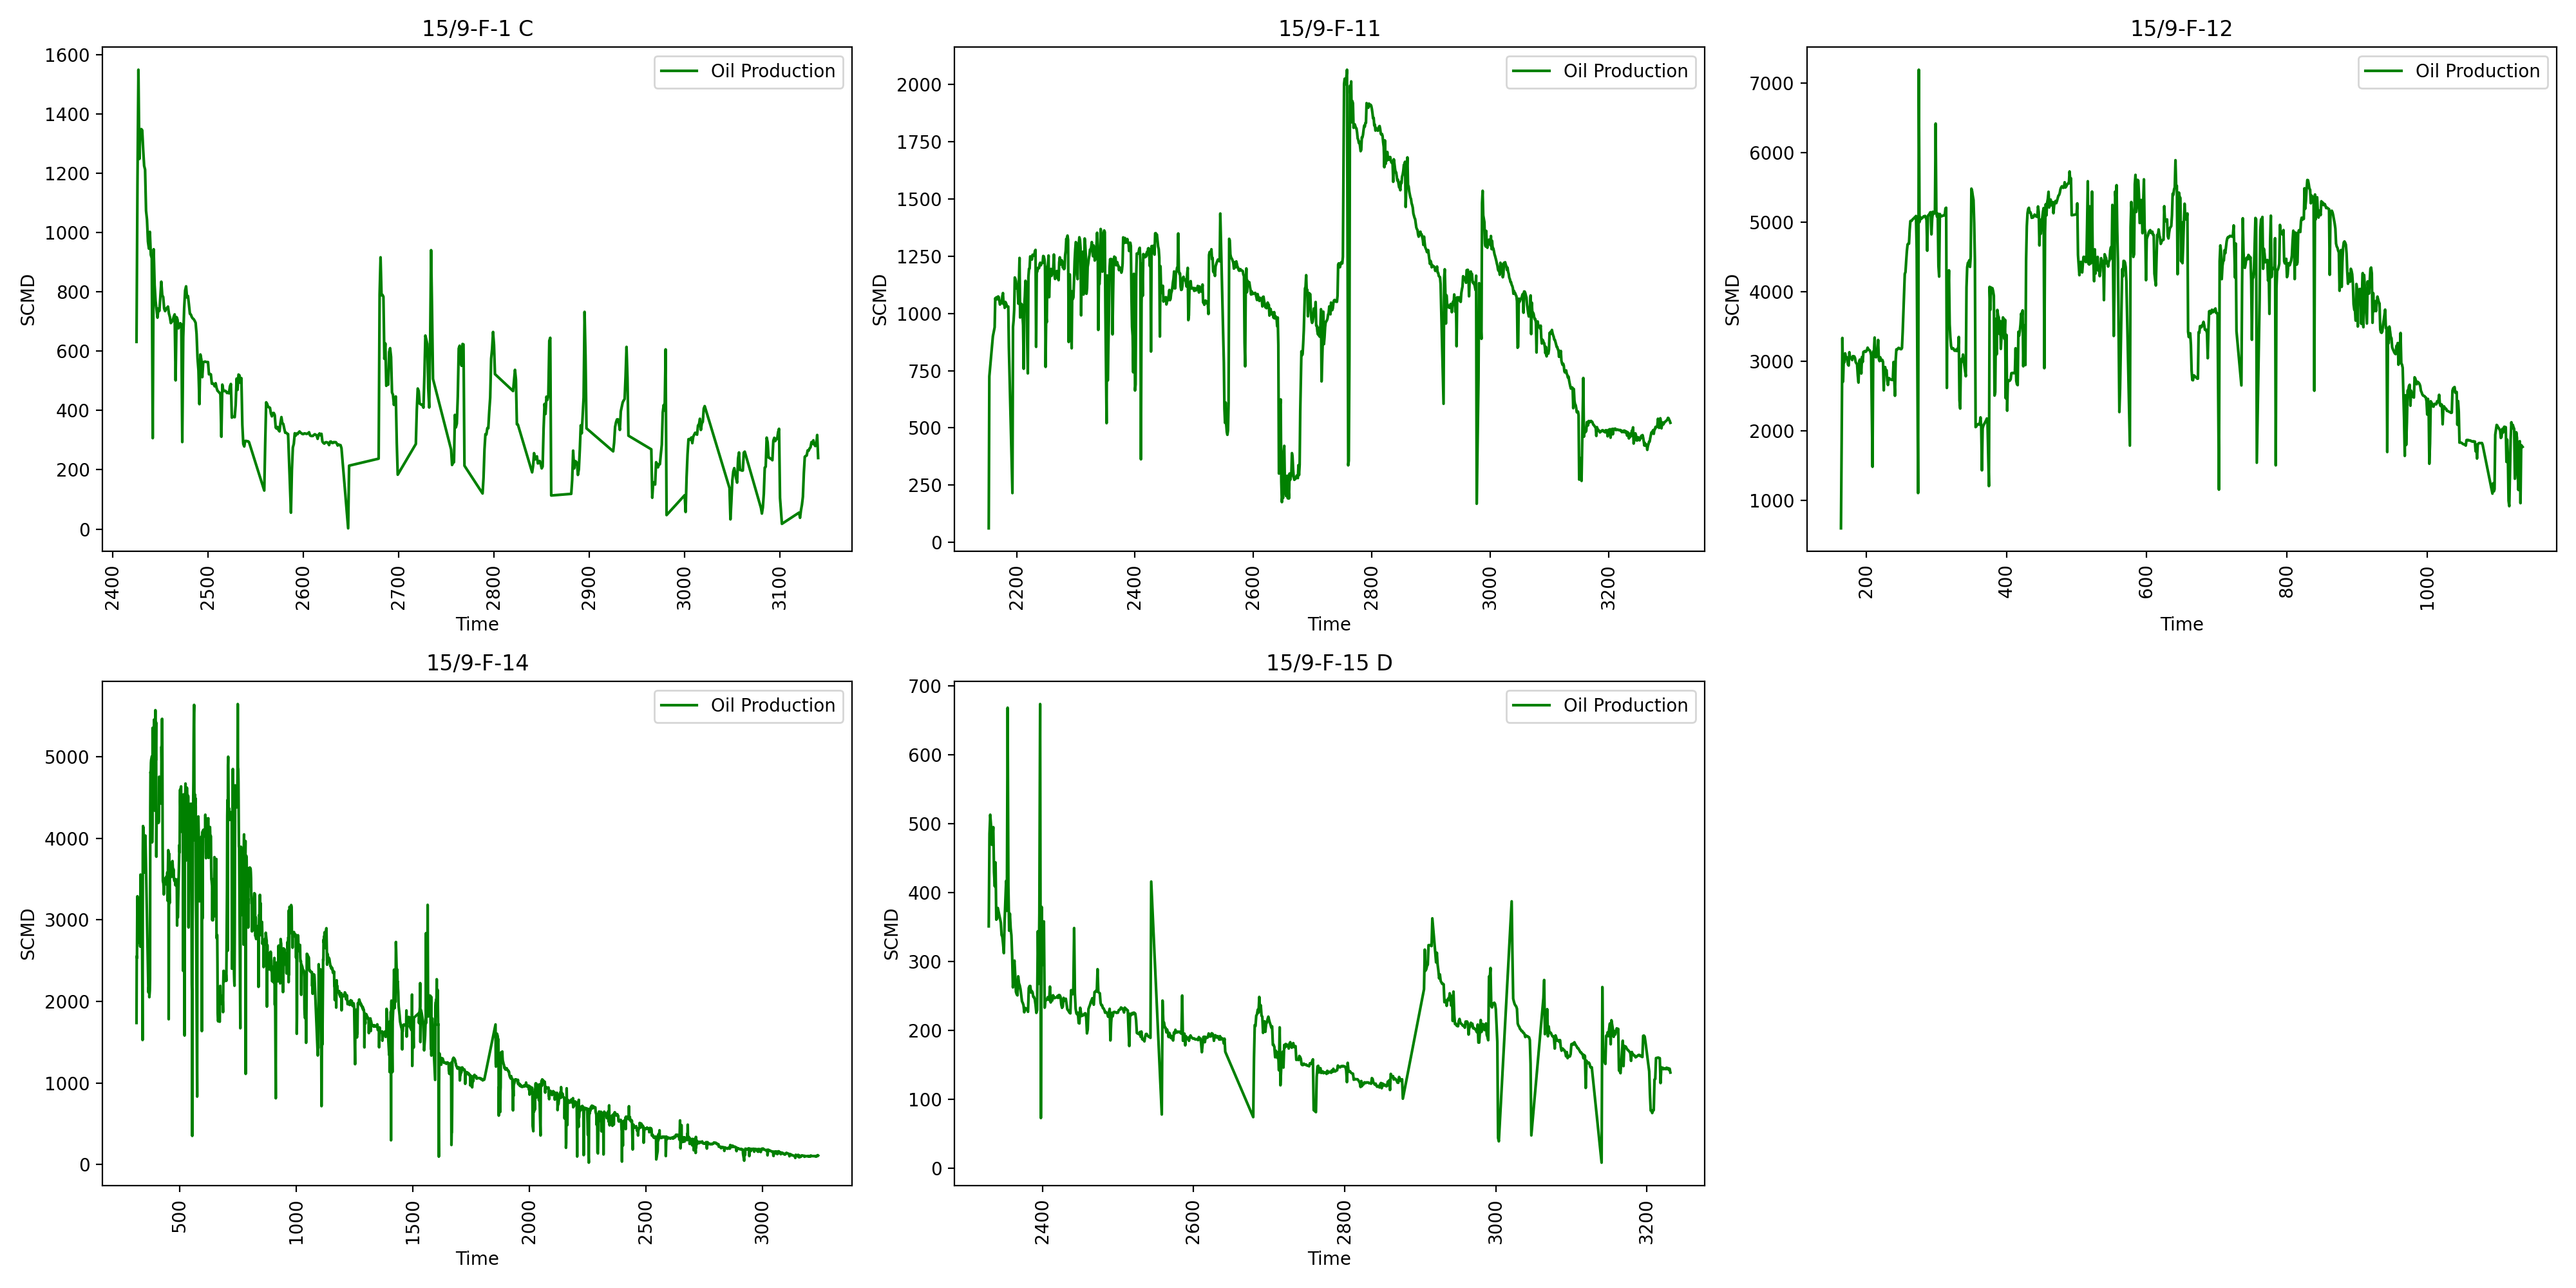 15/9-F-1 C
Oil Production
SCMD
1600
1400
1200
1000
800
600
400
200
0
2400 2500 2600 2700 2800 2900 3000 3100
Time
15/9-F-11
Oil Production
SCMD
2000
1750
1500
1250
1000
750
500
250
0
2200 2400 2600 2800 3000 3200
Time
15/9-F-12
Oil Production
SCMD
7000
6000
5000
4000
3000
2000
1000
200 400 600 800 1000
Time
15/9-F-14
Oil Production
SCMD
5000
4000
3000
2000
1000
0
500 1000 1500 2000 2500 3000
Time
15/9-F-15 D
Oil Production
SCMD
700
600
500
400
300
200
100
0
2400 2600 2800 3000 3200
Time